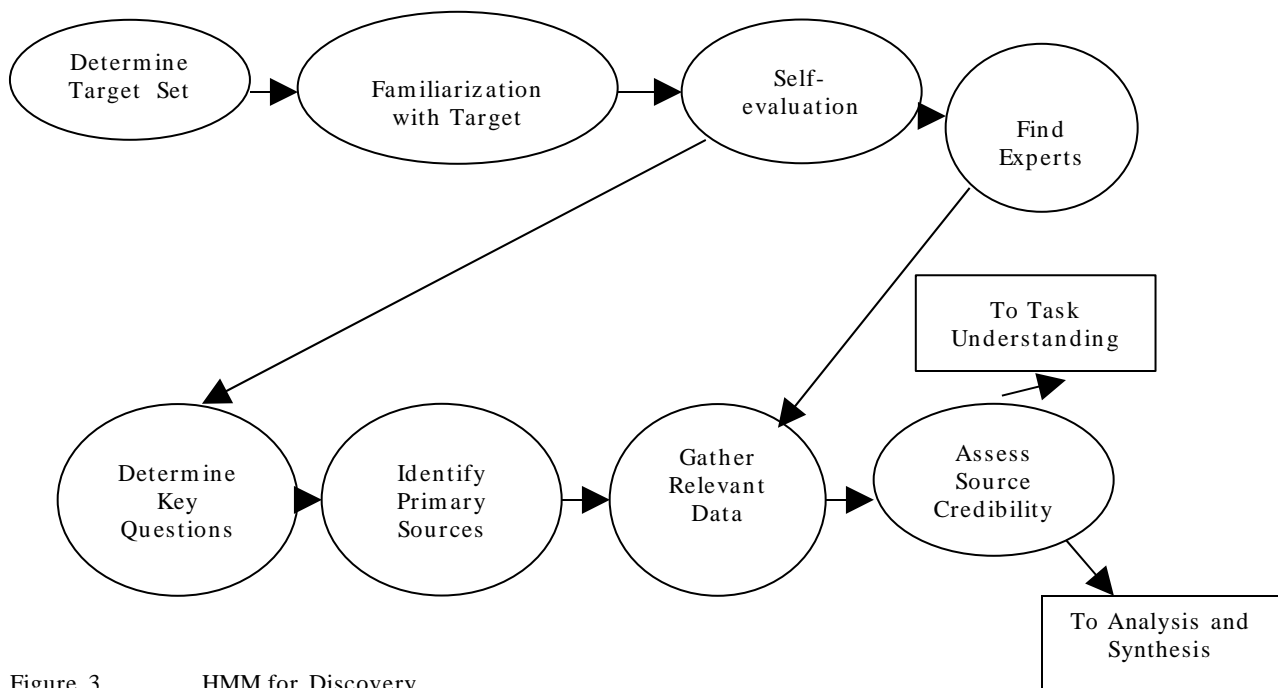 Determine
Target Set
Familiarization
with Target
Self-
evaluation
Find
Experts
To Task
Understanding
Determine
Key
Questions
Identify
Primary
Sources
Gather
Relevant
Data
Assess
Source
Credibility
To Analysis and
Synthesis
Figure 3 HMM for Discovery